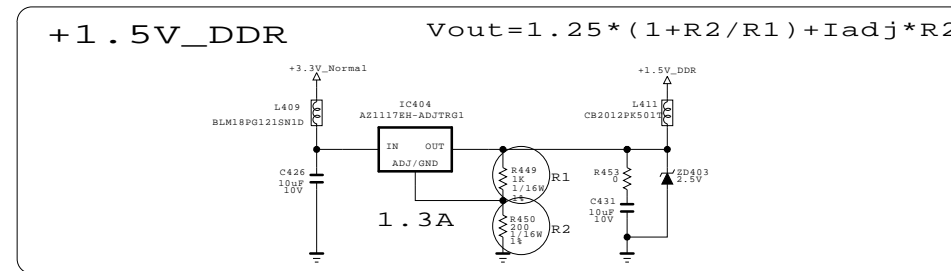 +1.5V_DDR
Vout=1.25*(1+R2/R1)+Iadj*R2
+3.3V_Normal
+1.5V_DDR
L409
BLM18PG121SN1D
IC404
AZ1117EH-ADJTRG1
L411
CB2012PK501T
IN OUT
ADJ/GND
C426
10uF
10V
R449
1K
1/16W
1%
R1
R453
0
ZD403
2.5V
C431
10uF
10V
1.3A
R450
200
1/16W
1%
R2